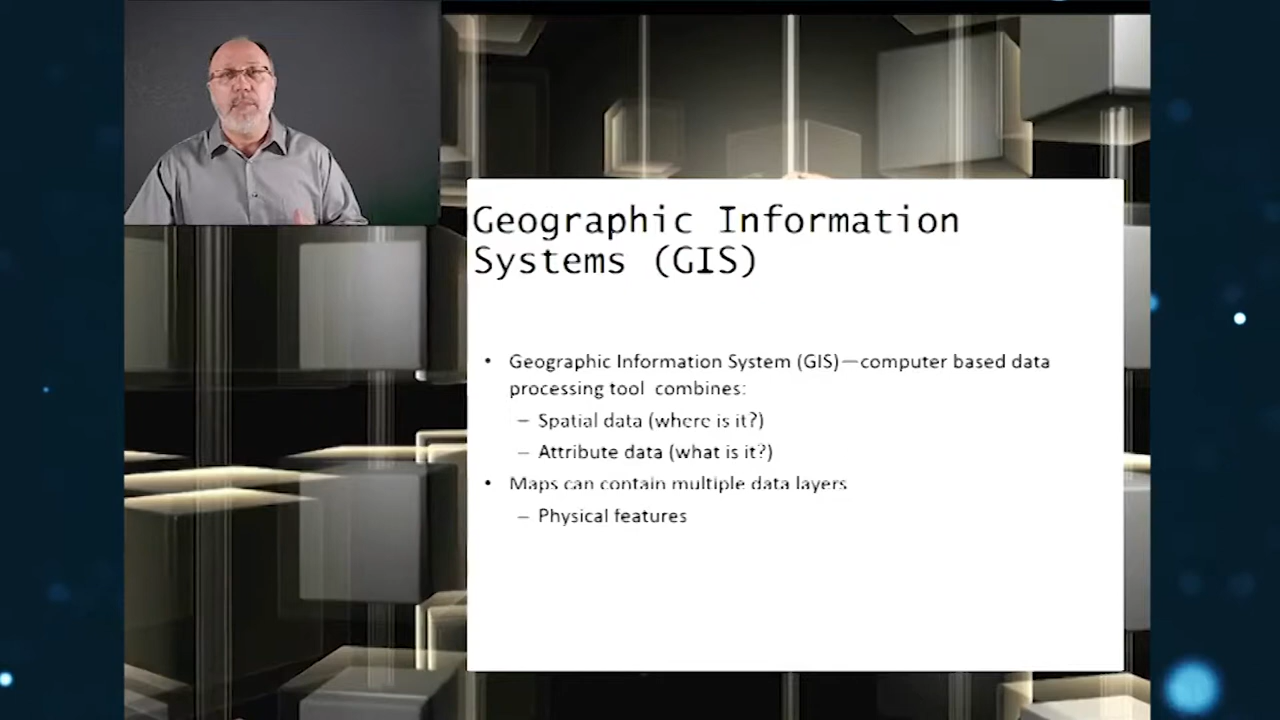 Geographic Information
Systems (GIS)
• Geographic Information System (GIS)—computer based data
processing tool combines:
– Spatial data (where is it?)
– Attribute data (what is it?)
• Maps can contain multiple data layers
– Physical features